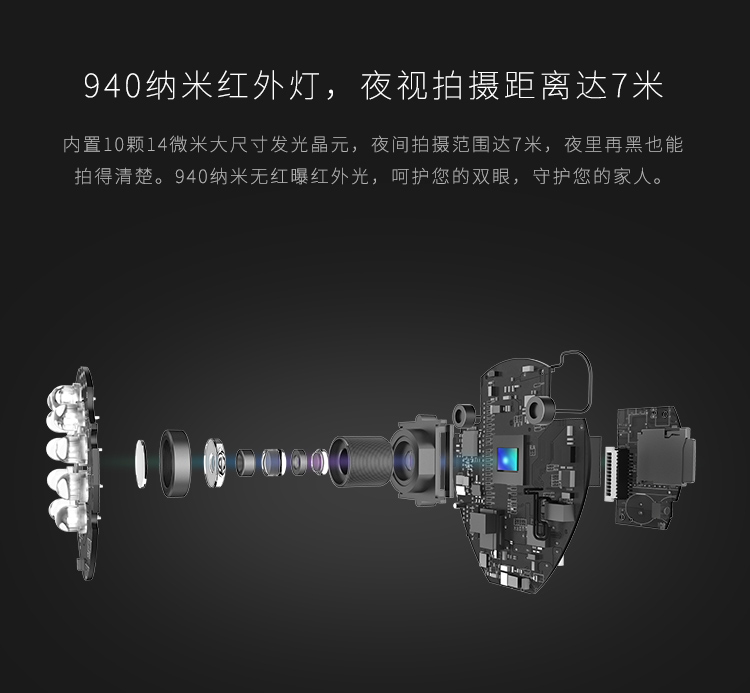 940纳米红外灯，夜视拍摄距离达7米
内置10颗14微米大尺寸发光晶元，夜间拍摄范围达7米，夜里再黑也能
拍得清楚。940纳米无红曝红外光，呵护您的双眼，守护您的家人。